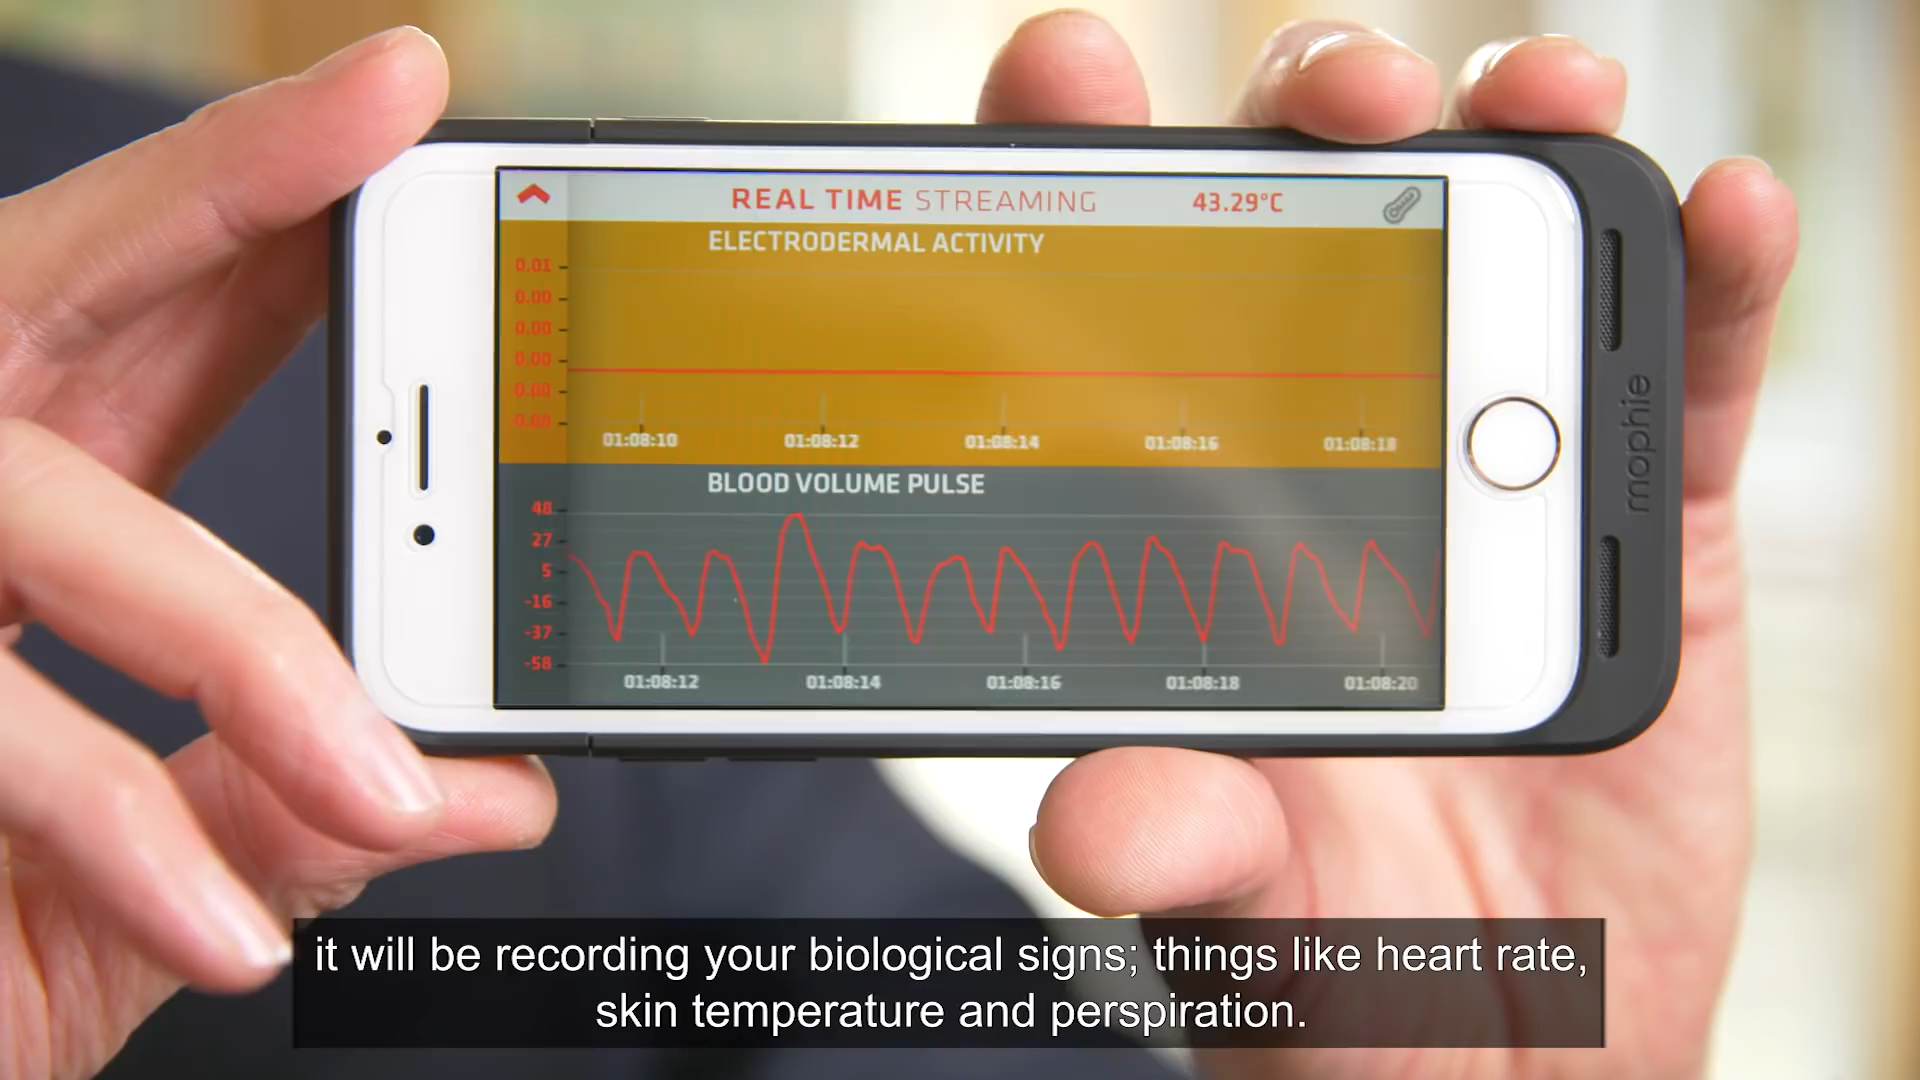 REAL TIME STREAMING 43.29°C
ELECTRODERMAL ACTIVITY
0.01
0.00
0.00
0.00
0.00
0.00
01:08:10 01:08:12 01:08:14 01:08:16 01:08:18
BLOOD VOLUME PULSE
48
27
5
-16
-37
-58
01:08:12 01:08:14 01:08:16 01:08:18 01:08:20
mophie
it will be recording your biological signs; things like heart rate,
skin temperature and perspiration.